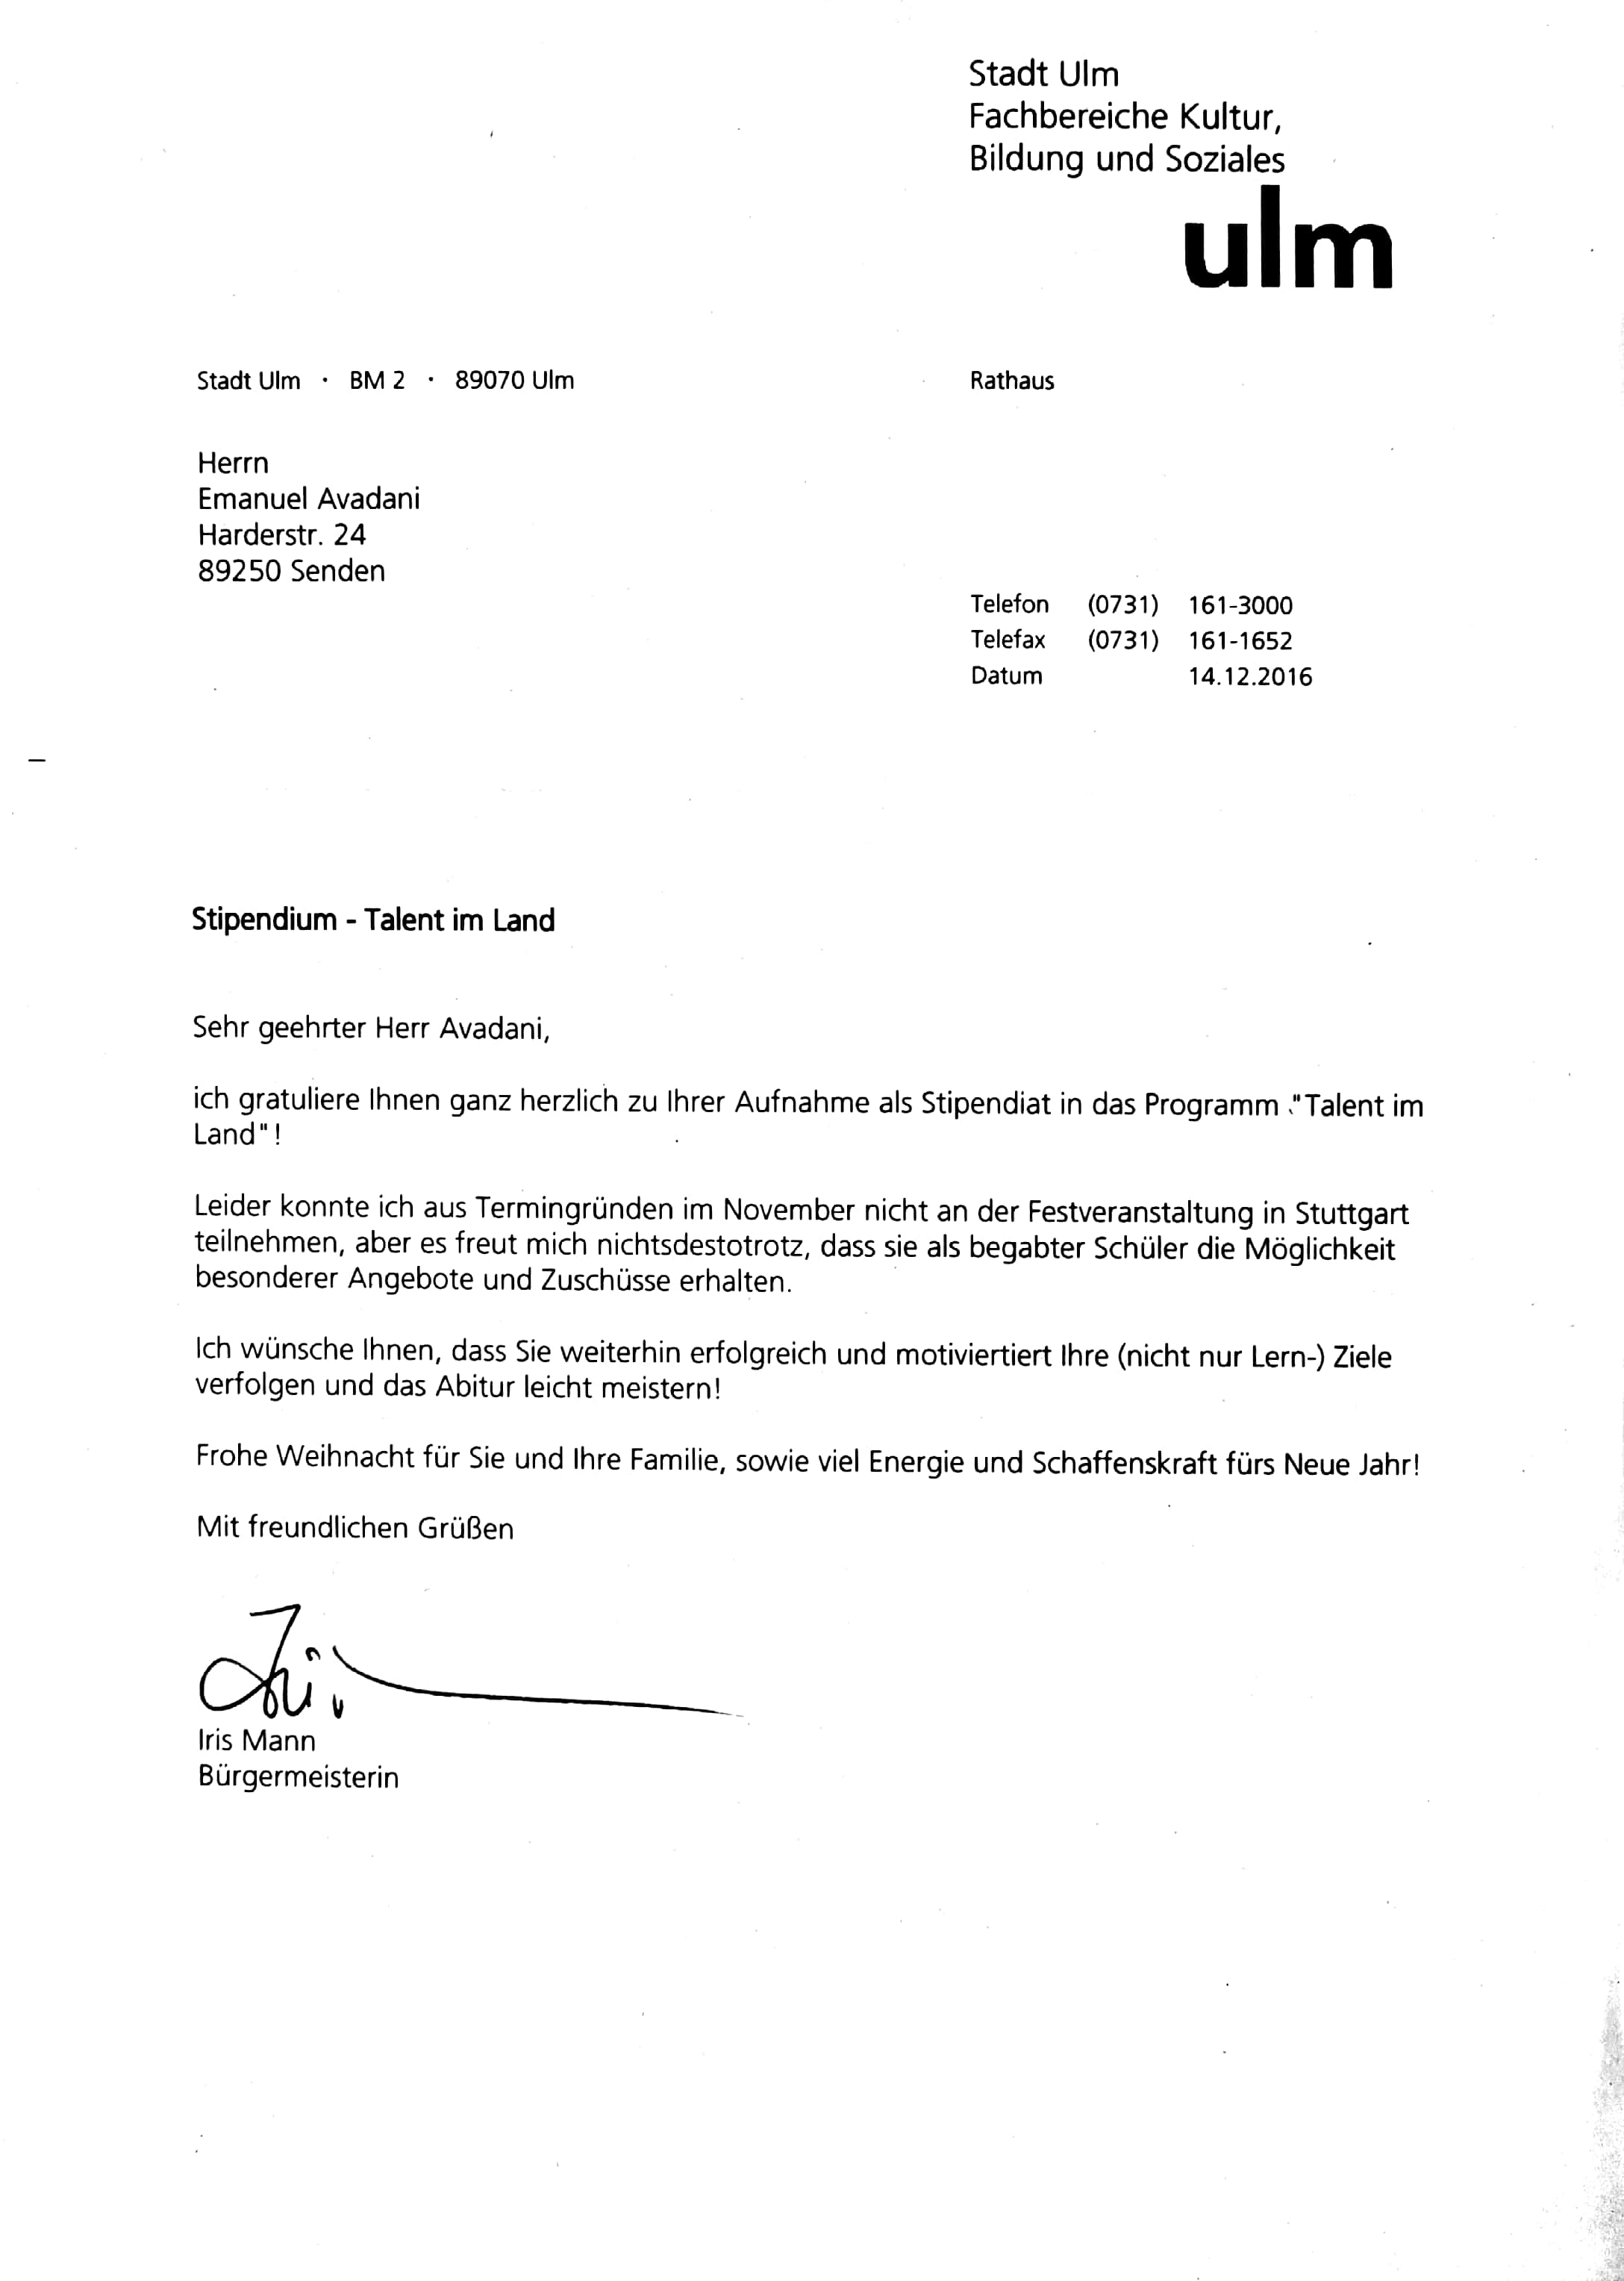 Stadt Ulm
Fachbereiche Kultur,
Bildung und Soziales
ulm
Stadt Ulm · BM 2 · 89070 Ulm
Rathaus
Herrn
Emanuel Avadani
Harderstr. 24
89250 Senden
Telefon (0731) 161-3000
Telefax (0731) 161-1652
Datum 14.12.2016
Stipendium - Talent im Land
Sehr geehrter Herr Avadani,
ich gratuliere Ihnen ganz herzlich zu Ihrer Aufnahme als Stipendiat in das Programm "Talent im
Land"!
Leider konnte ich aus Termingründen im November nicht an der Festveranstaltung in Stuttgart
teilnehmen, aber es freut mich nichtsdestotrotz, dass sie als begabter Schüler die Möglichkeit
besonderer Angebote und Zuschüsse erhalten.
Ich wünsche Ihnen, dass Sie weiterhin erfolgreich und motiviertiert Ihre (nicht nur Lern-) Ziele
verfolgen und das Abitur leicht meistern!
Frohe Weihnacht für Sie und Ihre Familie, sowie viel Energie und Schaffenskraft fürs Neue Jahr!
Mit freundlichen Grüßen
Iris Mann
Bürgermeisterin